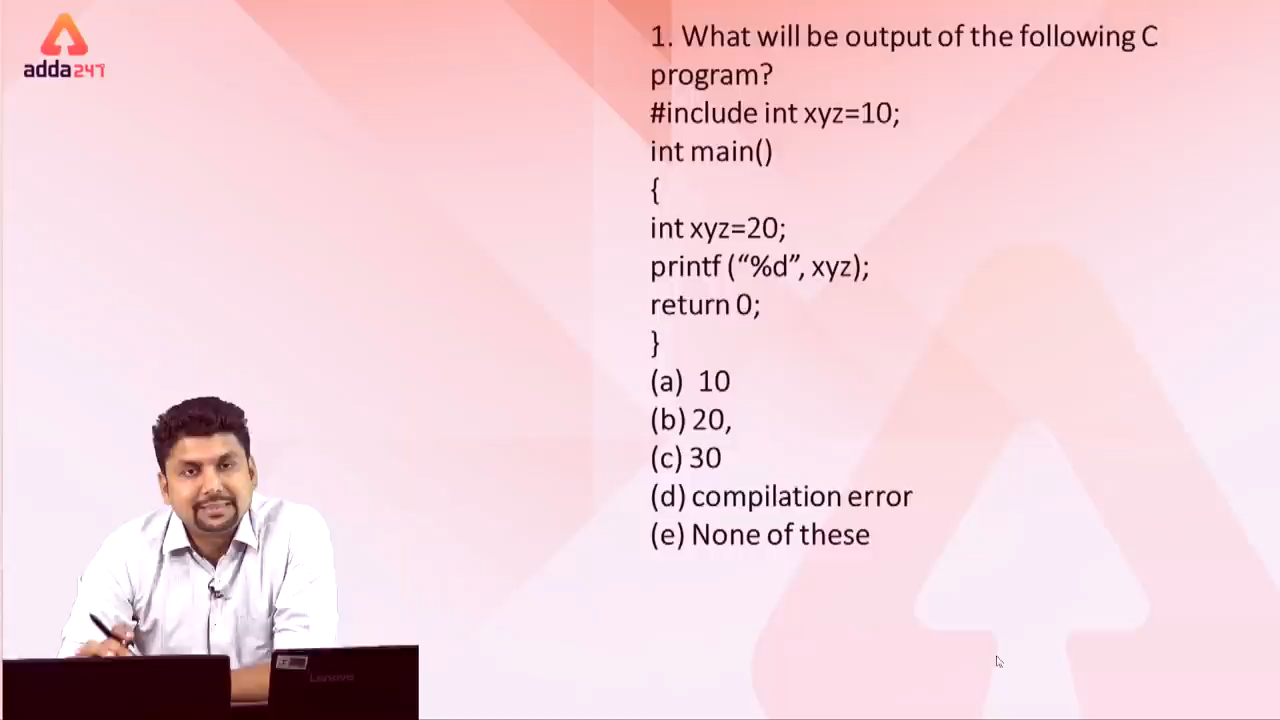 adda247
1. What will be output of the following C
program?
#include int xyz=10;
int main()
{
int xyz=20;
printf (“%d”, xyz);
return 0;
}
(a)  10
(b) 20,
(c) 30
(d) compilation error
(e) None of these
Lenovo